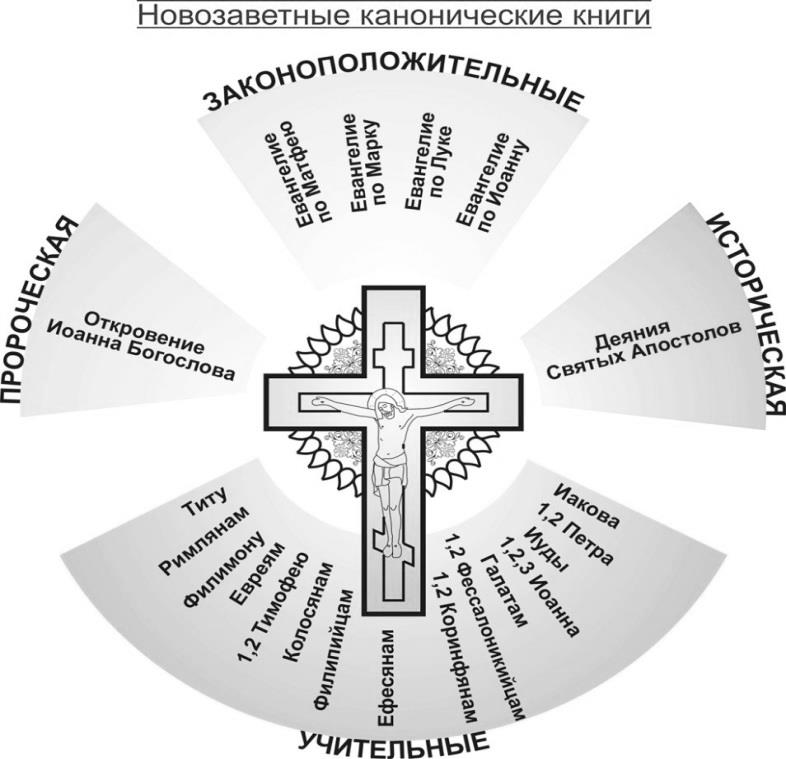 Новозаветные канонические книги
ЗАКОНОПОЛОЖИТЕЛЬНЫЕ
Евангелие
по Матфею
Евангелие
по Марку
Евангелие
по Луке
Евангелие
по Иоанну
ПРОРОЧЕСКАЯ
Откровение
Иоанна Богослова
ИСТОРИЧЕСКАЯ
Деяния
Святых Апостолов
Титу
Римлянам
Филимону
Евреям
1,2 Тимофею
Колосянам
Филипийцам
Ефесянам
1,2 Коринфянам
1,2 Фессалоникийцам
Галатам
1,2,3 Иоанна
Иуды
1,2 Петра
Иакова
УЧИТЕЛЬНЫЕ